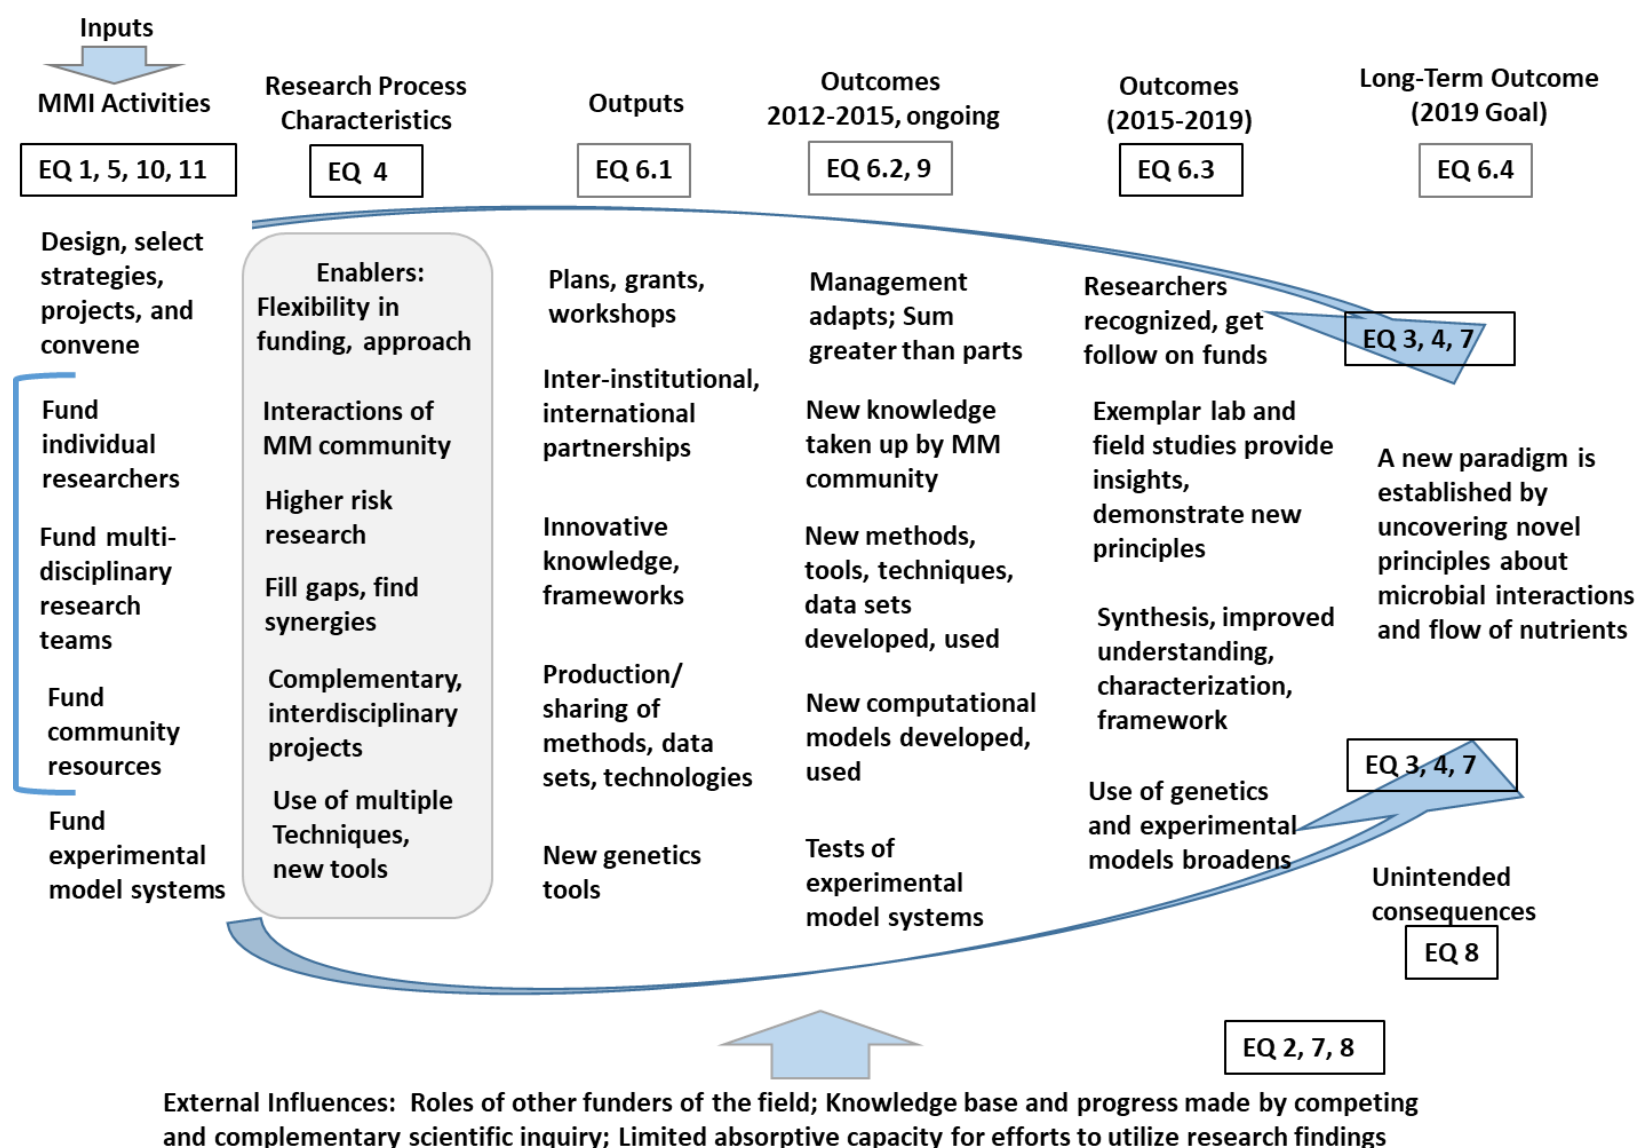 Inputs
MMI Activities
EQ 1, 5, 10, 11
Design, select
strategies,
projects, and
convene
Fund
individual
researchers
Fund multi-
disciplinary
research
teams
Fund
community
resources
Fund
experimental
model systems
Research Process
Characteristics
EQ 4
Enablers:
Flexibility in
funding, approach
Interactions of
MM community
Higher risk
research
Fill gaps, find
synergies
Complementary,
interdisciplinary
projects
Use of multiple
Techniques,
new tools
Outputs
EQ 6.1
Plans, grants,
workshops
Inter-institutional,
international
partnerships
Innovative
knowledge,
frameworks
Production/
sharing of
methods, data
sets, technologies
New genetics
tools
Outcomes
2012-2015, ongoing
EQ 6.2, 9
Management
adapts; Sum
greater than parts
New knowledge
taken up by MM
community
New methods,
tools, techniques,
data sets
developed, used
New computational
models developed,
used
Tests of
experimental
model systems
Outcomes
(2015-2019)
EQ 6.3
Researchers
recognized, get
follow on funds
Exemplar lab and
field studies provide
insights,
demonstrate new
principles
Synthesis, improved
understanding,
characterization,
framework
Use of genetics
and experimental
models broadens
Long-Term Outcome
(2019 Goal)
EQ 6.4
EQ 3, 4, 7
A new paradigm is
established by
uncovering novel
principles about
microbial interactions
and flow of nutrients
EQ 3, 4, 7
Unintended
consequences
EQ 8
EQ 2, 7, 8
External Influences: Roles of other funders of the field; Knowledge base and progress made by competing
and complementary scientific inquiry; Limited absorptive capacity for efforts to utilize research findings